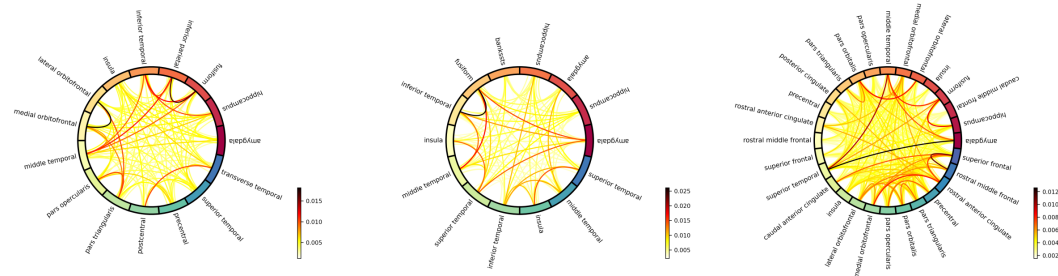 inferior temporal
inferior parietal
fusiform
hippocampus
amygdala
transverse temporal
superior temporal
precentral
postcentral
pars triangularis
pars opercularis
middle temporal
medial orbitofrontal
lateral orbitofrontal
insula
0.015
0.010
0.005
bankssts
hippocampus
amygdala
hippocampus
amygdala
superior temporal
middle temporal
insula
inferior temporal
superior temporal
middle temporal
insula
inferior temporal
fusiform
0.025
0.020
0.015
0.010
0.005
middle temporal
medial orbitofrontal
lateral orbitofrontal
insula
fusiform
caudal middle frontal
hippocampus
amygdala
superior frontal
rostral middle frontal
rostral anterior cingulate
precentral
pars triangularis
pars orbitalis
pars opercularis
medial orbitofrontal
lateral orbitofrontal
insula
caudal anterior cingulate
superior temporal
superior frontal
rostral middle frontal
rostral anterior cingulate
precentral
posterior cingulate
pars triangularis
pars orbitalis
pars opercularis
0.012
0.010
0.008
0.006
0.004
0.002